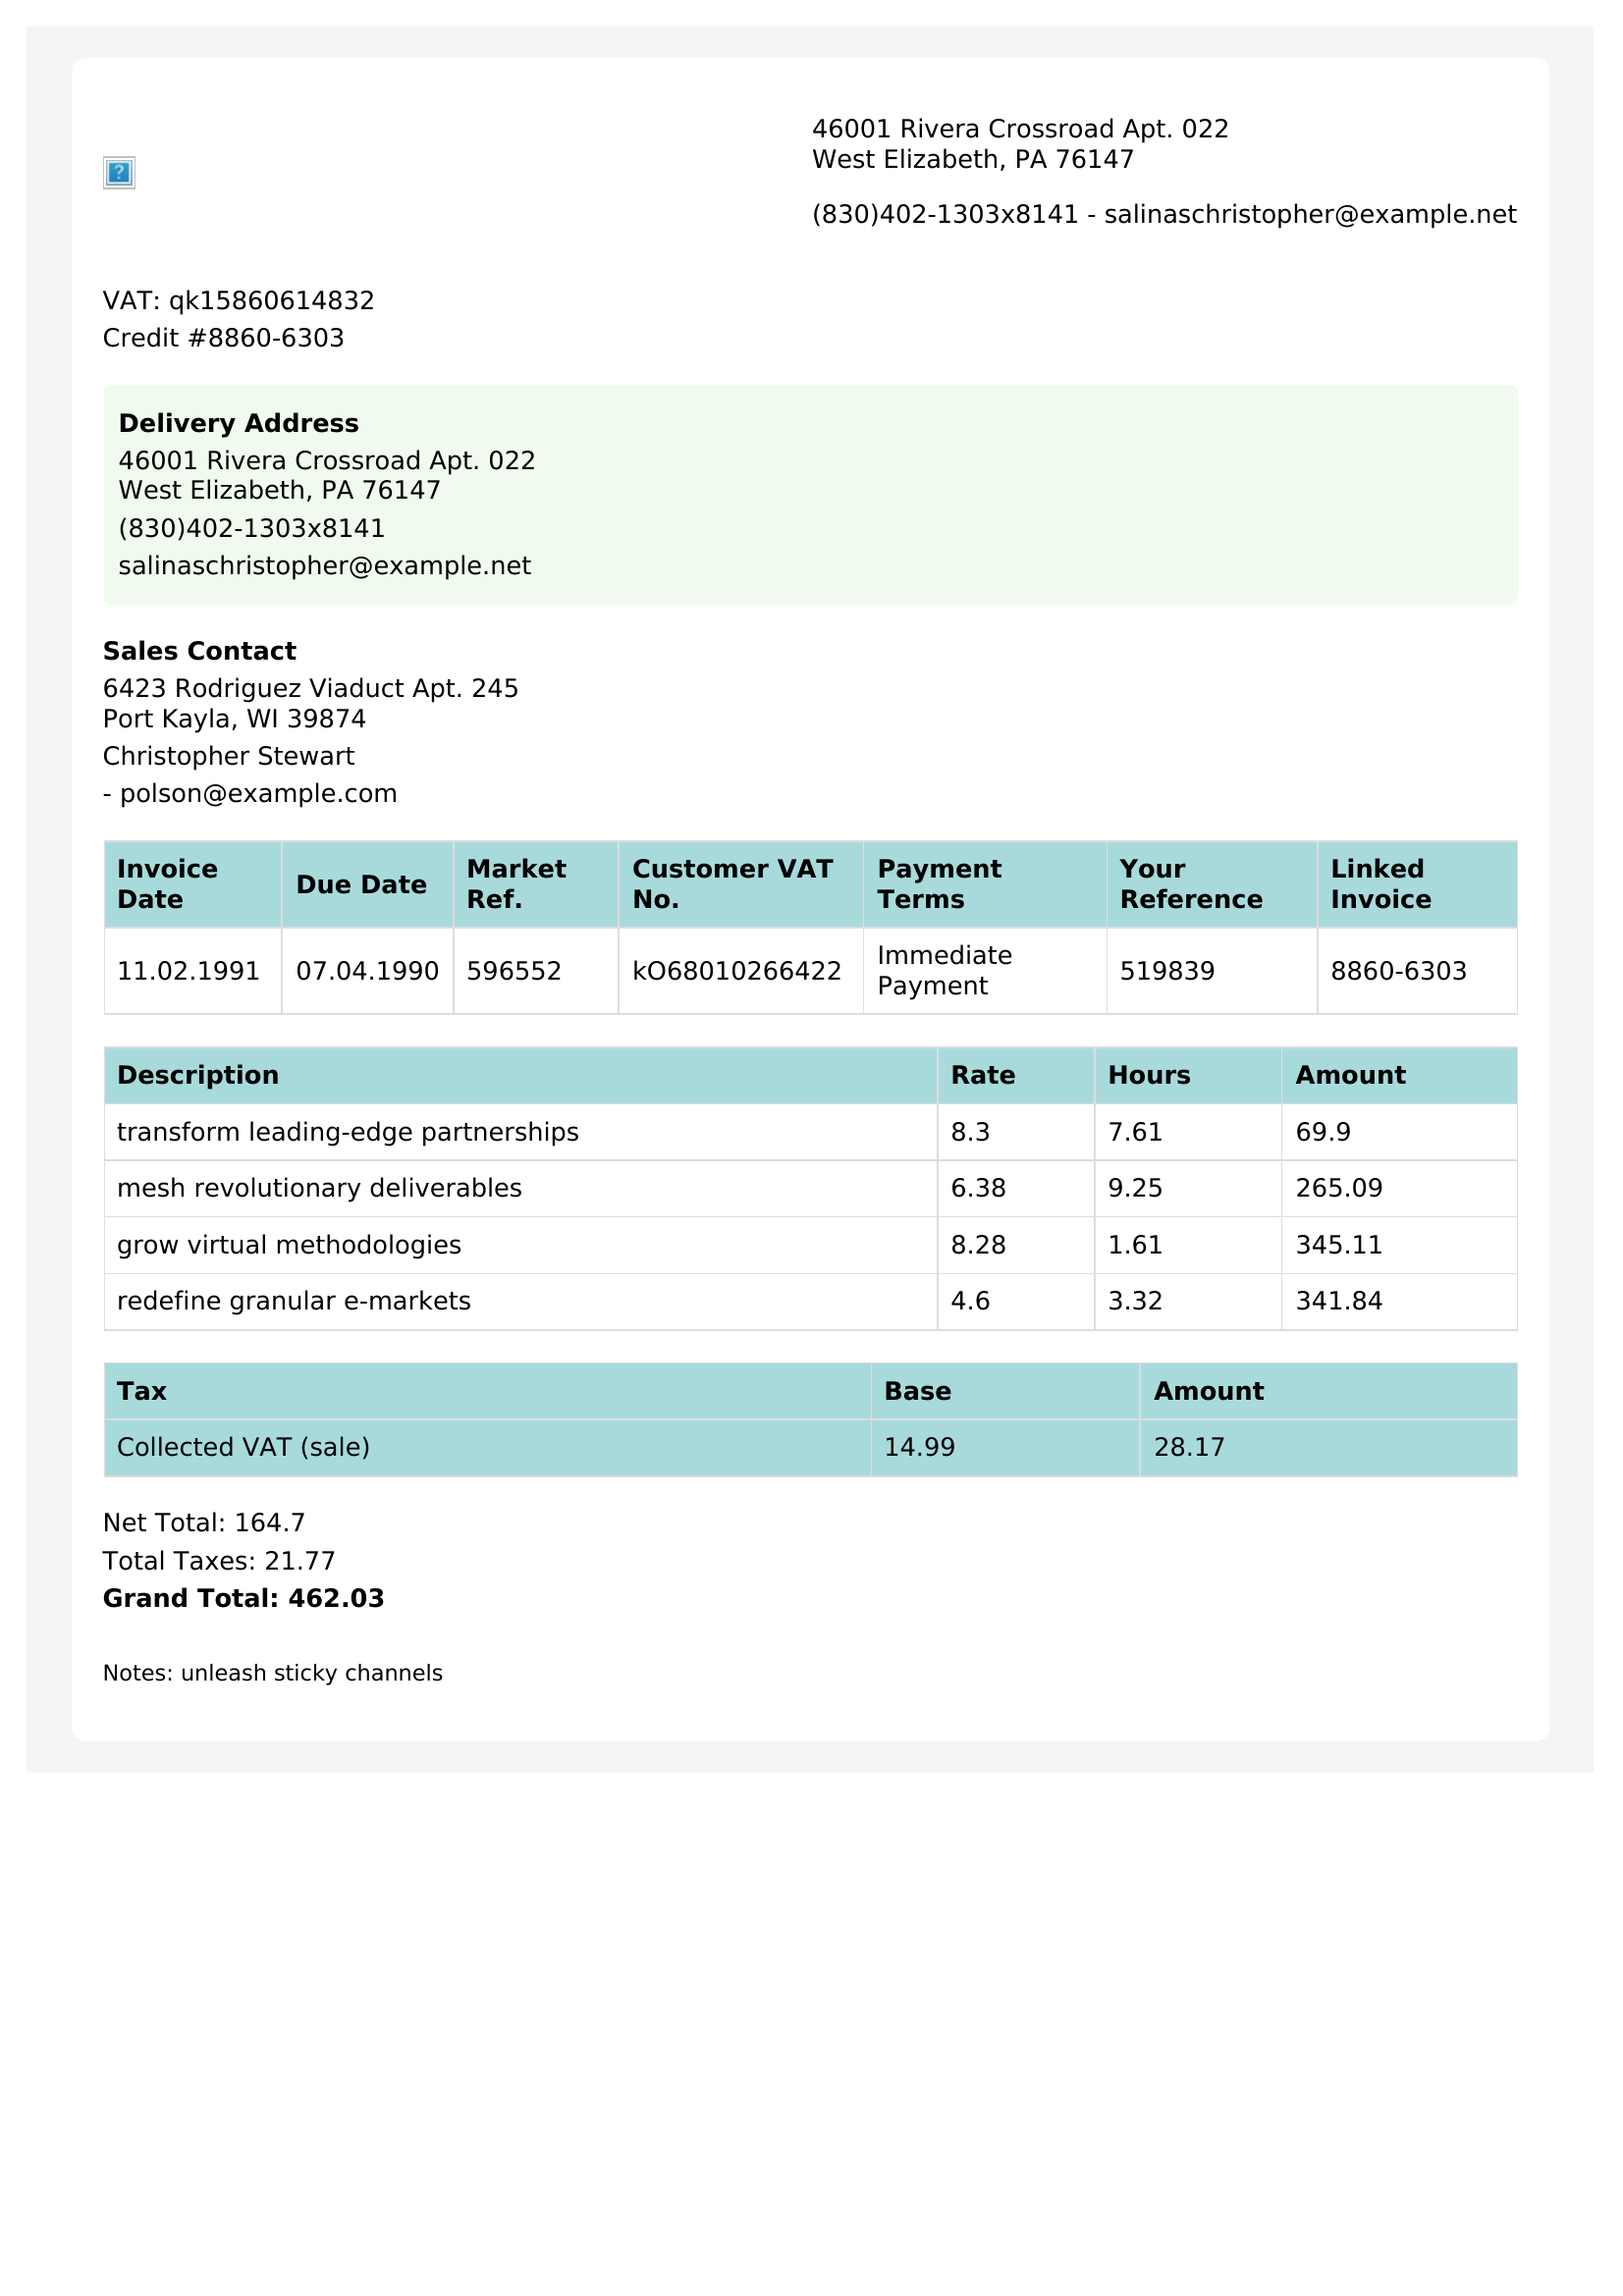 46001 Rivera Crossroad Apt. 022
West Elizabeth, PA 76147
(830)402-1303x8141 - salinaschristopher@example.net
VAT: qk15860614832
Credit #8860-6303
Delivery Address
46001 Rivera Crossroad Apt. 022
West Elizabeth, PA 76147
(830)402-1303x8141
salinaschristopher@example.net
Sales Contact
6423 Rodriguez Viaduct Apt. 245
Port Kayla, WI 39874
Christopher Stewart
- polson@example.com
Invoice Date Due Date Market Ref. Customer VAT No. Payment Terms Your Reference Linked Invoice
11.02.1991 07.04.1990 596552 kO68010266422 Immediate Payment 519839 8860-6303
Description Rate Hours Amount
transform leading-edge partnerships 8.3 7.61 69.9
mesh revolutionary deliverables 6.38 9.25 265.09
grow virtual methodologies 8.28 1.61 345.11
redefine granular e-markets 4.6 3.32 341.84
Tax Base Amount
Collected VAT (sale) 14.99 28.17
Net Total: 164.7
Total Taxes: 21.77
Grand Total: 462.03
Notes: unleash sticky channels